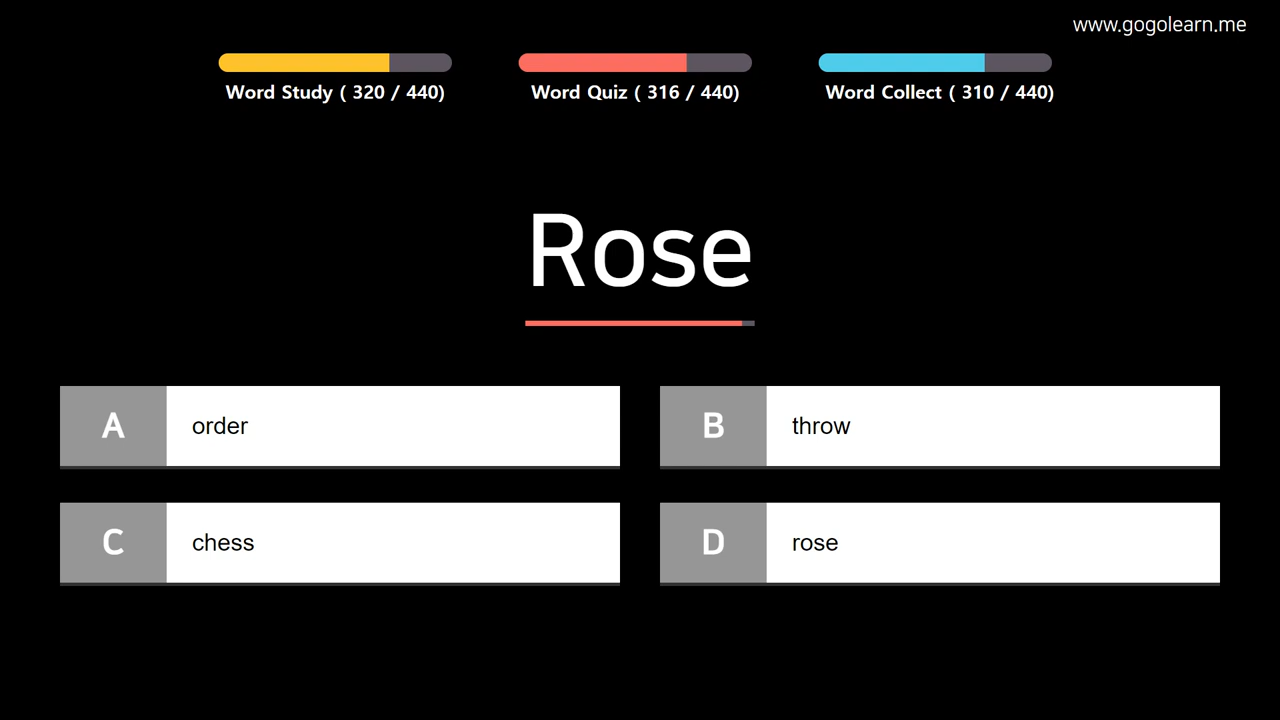 www.gogolearn.me
Word Study ( 320 / 440)
Word Quiz ( 316 / 440)
Word Collect ( 310 / 440)
Rose
A order
B throw
C chess
D rose